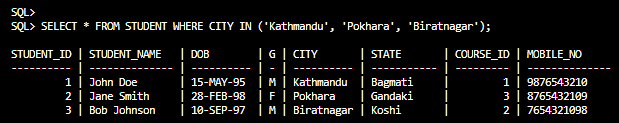 SQL>
SQL> SELECT * FROM STUDENT WHERE CITY IN ('Kathmandu', 'Pokhara', 'Biratnagar');
STUDENT_ID | STUDENT_NAME | DOB | G | CITY | STATE | COURSE_ID | MOBILE_NO
---------- | ------------ | --------- | - | ---------- | ---------- | --------- | ---------------
1 | John Doe | 15-MAY-95 | M | Kathmandu | Bagmati | 1 | 9876543210
2 | Jane Smith | 28-FEB-98 | F | Pokhara | Gandaki | 3 | 8765432109
3 | Bob Johnson | 10-SEP-97 | M | Biratnagar | Koshi | 2 | 7654321098